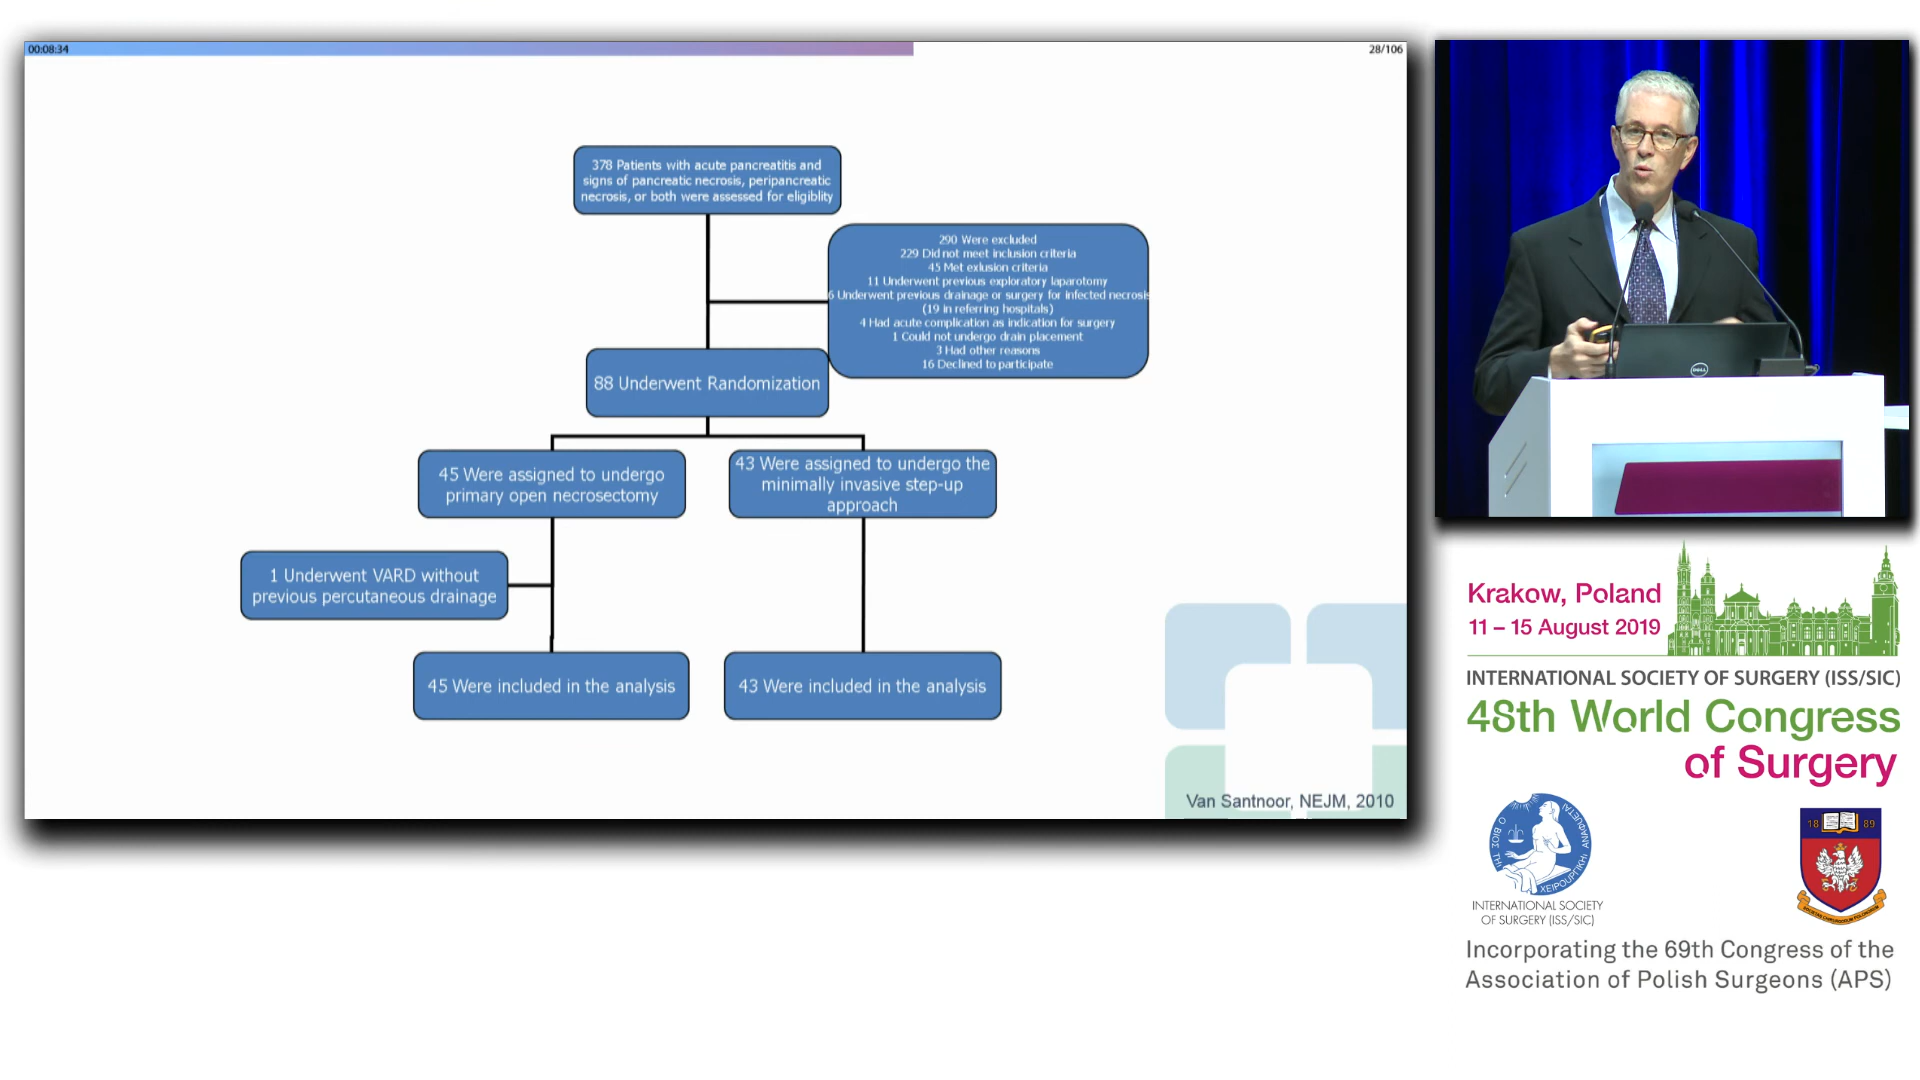 00:08:34
28/106
378 Patients with acute pancreatitis and
signs of pancreatic necrosis, peripancreatic
necrosis, or both were assessed for eligiblity
290 Were excluded
229 Did not meet inclusion criteria
45 Met exlusion criteria
11 Underwent previous exploratory laparotomy
6 Underwent previous drainage or surgery for infected necrosis
(19 in referring hospitals)
4 Had acute complication as indication for surgery
1 Could not undergo drain placement
3 Had other reasons
16 Declined to participate
88 Underwent Randomization
45 Were assigned to undergo
primary open necrosectomy
43 Were assigned to undergo the
minimally invasive step-up
approach
1 Underwent VARD without
previous percutaneous drainage
45 Were included in the analysis
43 Were included in the analysis
Van Santnoor, NEJM, 2010
DELL
Krakow, Poland
11 – 15 August 2019
INTERNATIONAL SOCIETY OF SURGERY (ISS/SIC)
48th World Congress
of Surgery
Ο ΒΙΟΣ ΤΗ ΧΕΙΡΟΥΡΓΙΚΗ ΑΝΑΤΙΘΕΤΑΙ
INTERNATIONAL SOCIETY
OF SURGERY (ISS/SIC)
18 89
Incorporating the 69th Congress of the
Association of Polish Surgeons (APS)